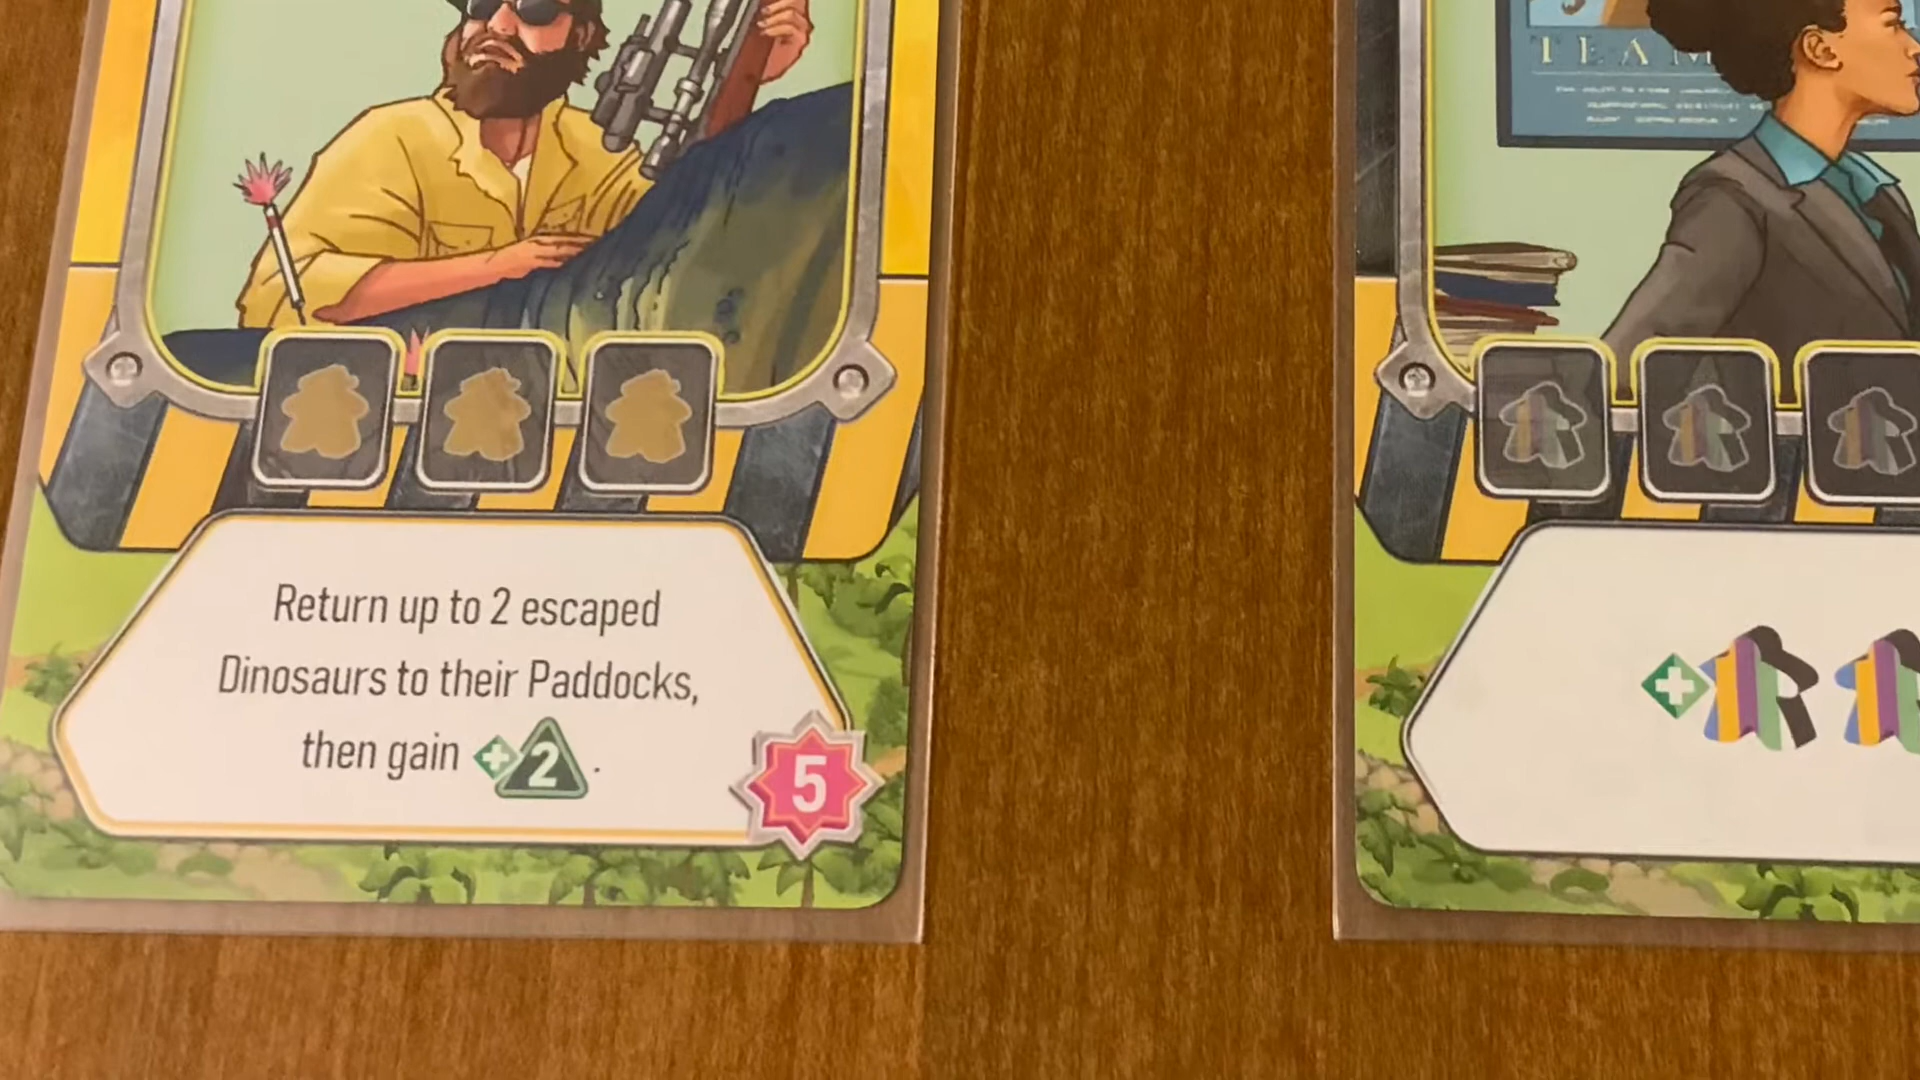 TEAM
Return up to 2 escaped
Dinosaurs to their Paddocks,
then gain +2.
5